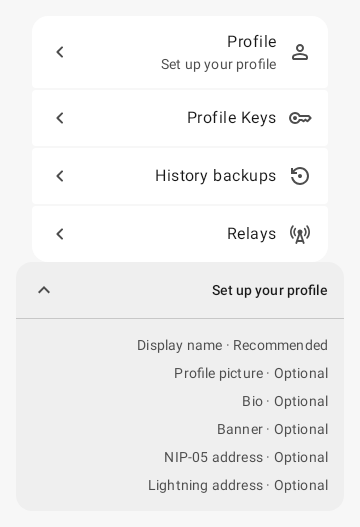 Profile
Set up your profile
Profile Keys
History backups
Relays
Set up your profile
Display name · Recommended
Profile picture · Optional
Bio · Optional
Banner · Optional
NIP-05 address · Optional
Lightning address · Optional